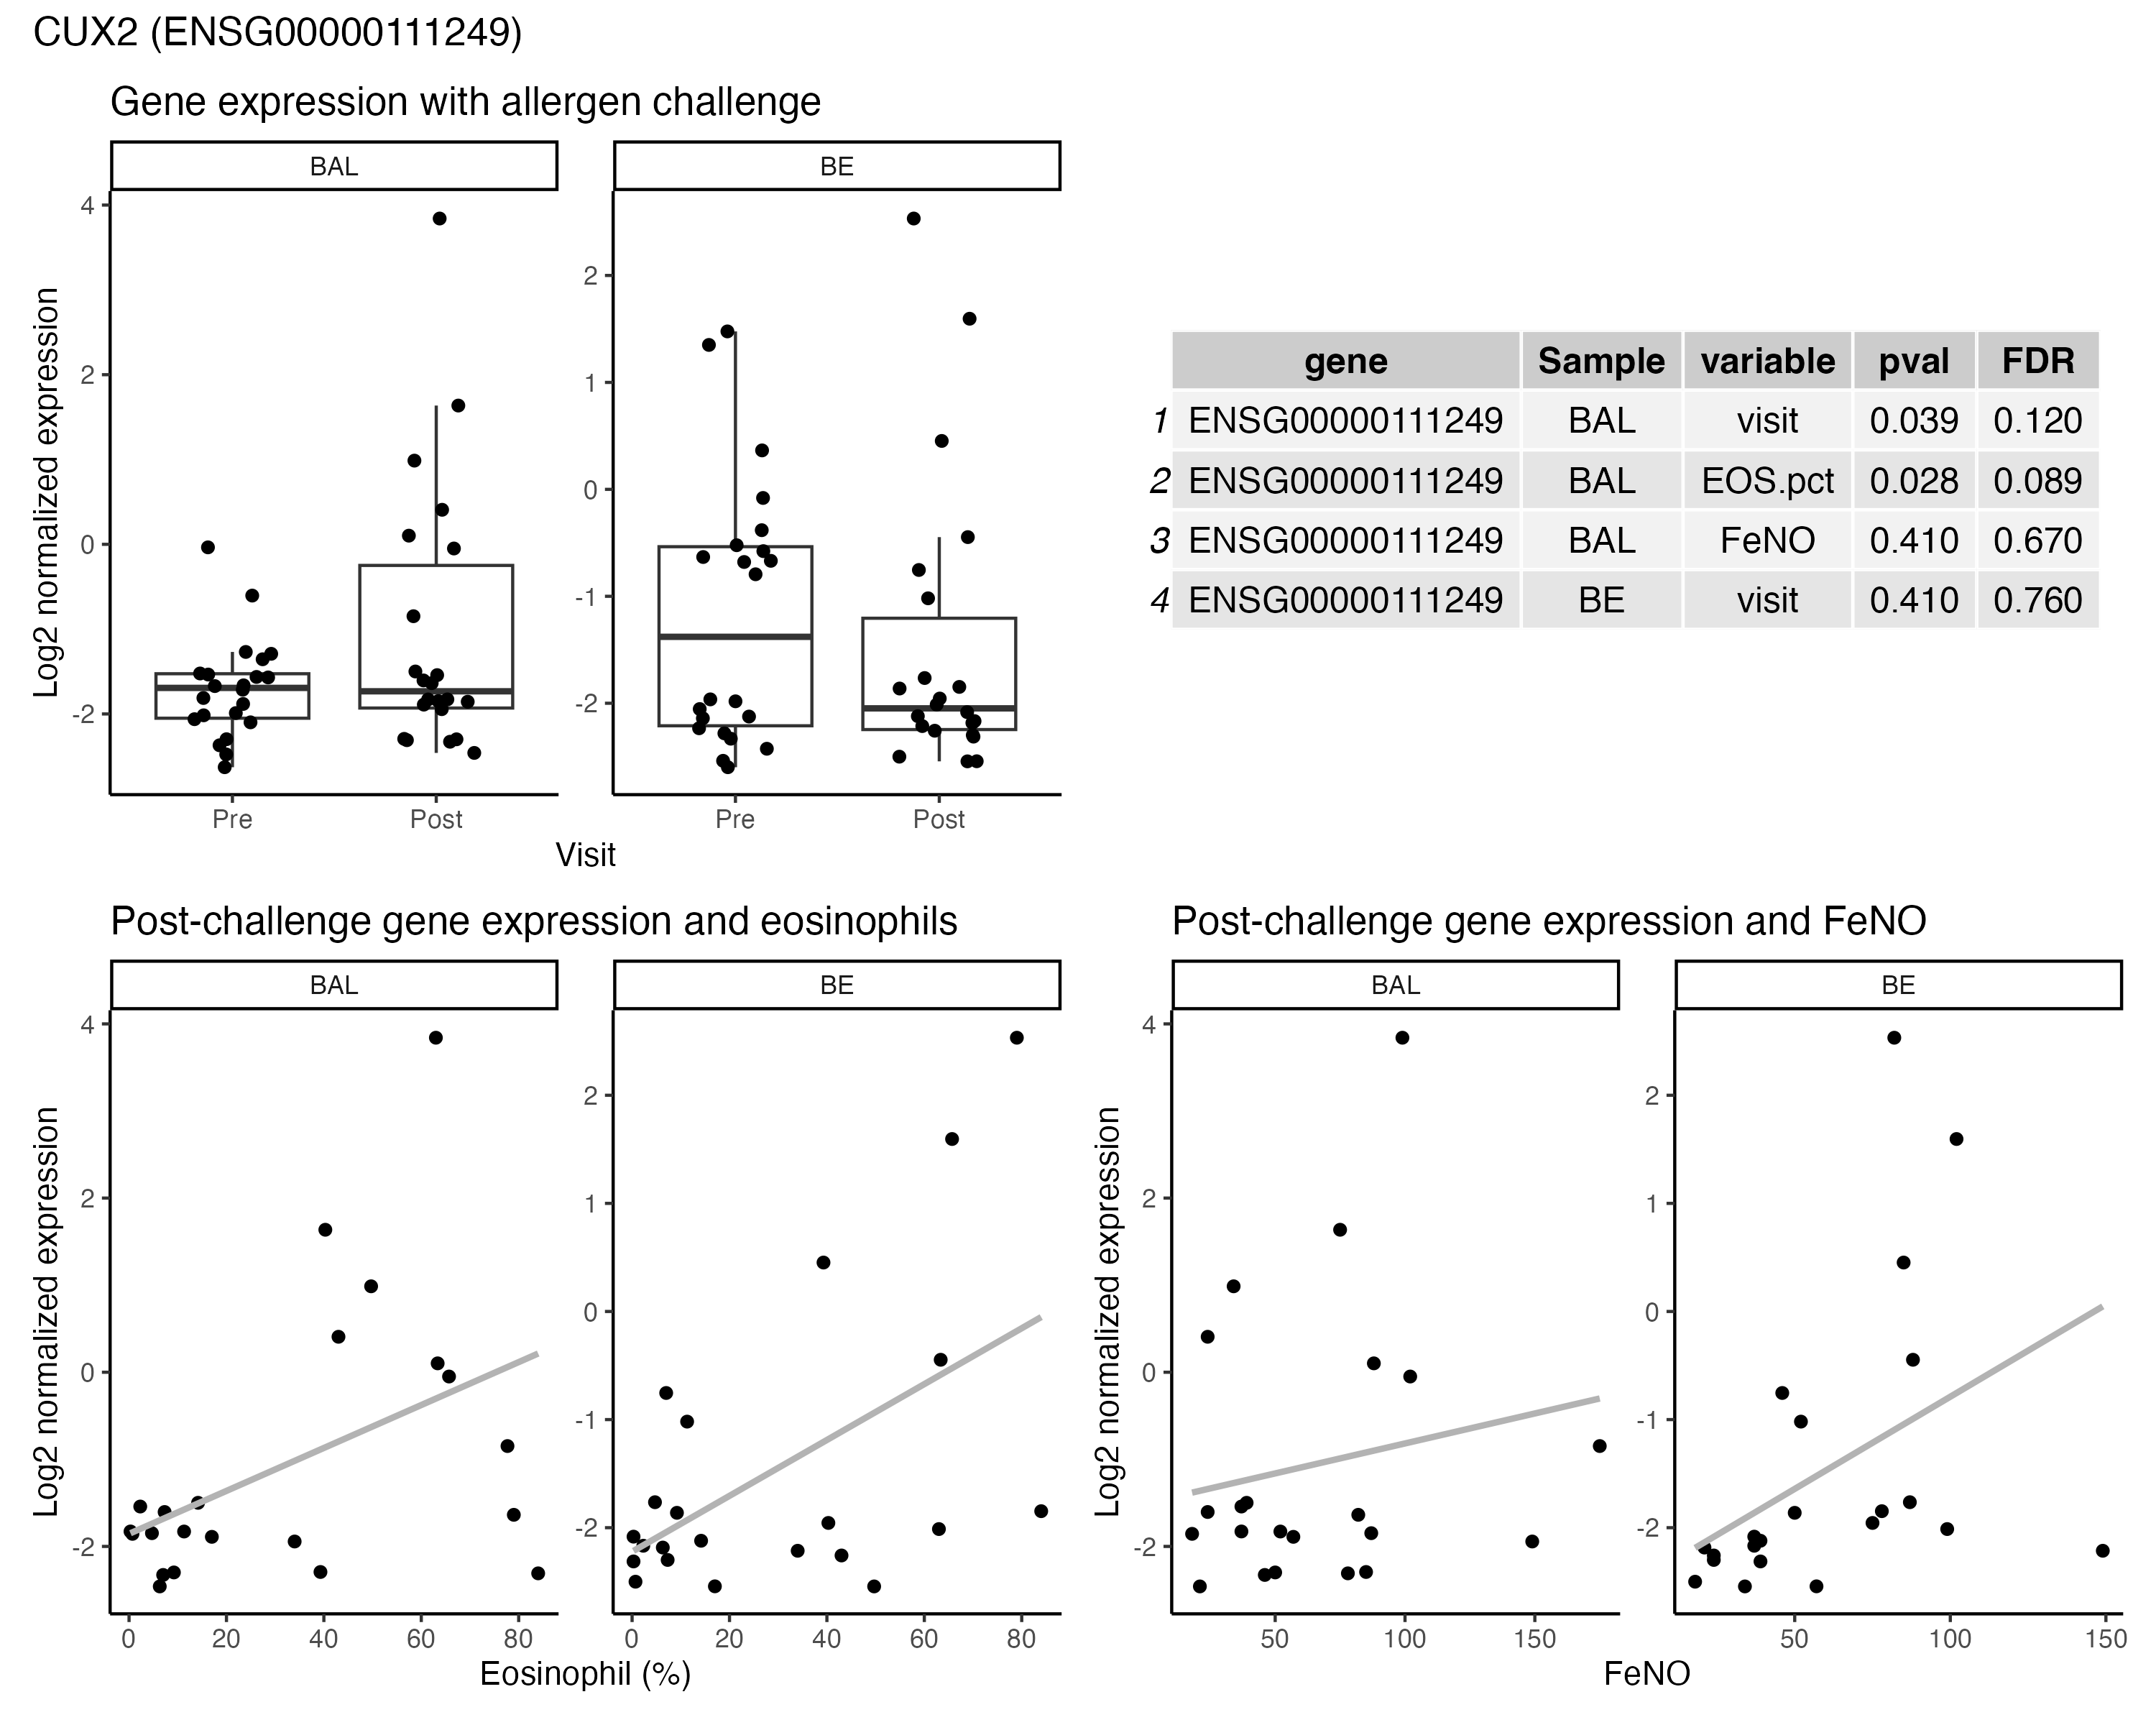 CUX2 (ENSG00000111249)
Gene expression with allergen challenge
BAL
BE
Log2 normalized expression
4
2
0
-2
2
1
0
-1
-2
Pre
Post
Pre
Post
Visit
gene Sample variable pval FDR
1 ENSG00000111249 BAL visit 0.039 0.120
2 ENSG00000111249 BAL EOS.pct 0.028 0.089
3 ENSG00000111249 BAL FeNO 0.410 0.670
4 ENSG00000111249 BE visit 0.410 0.760
Post-challenge gene expression and eosinophils
BAL
BE
Log2 normalized expression
4
2
0
-2
2
1
0
-1
-2
0 20 40 60 80
0 20 40 60 80
Eosinophil (%)
Post-challenge gene expression and FeNO
BAL
BE
Log2 normalized expression
4
2
0
-2
2
1
0
-1
-2
50 100 150
50 100 150
FeNO